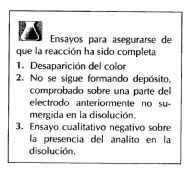 Ensayos para asegurarse de
que la reacción ha sido completa
1. Desaparición del color
2. No se sigue formando depósito,
comprobado sobre una parte del
electrodo anteriormente no su-
mergida en la disolución.
3. Ensayo cualitativo negativo sobre
la presencia del analito en la
disolución.